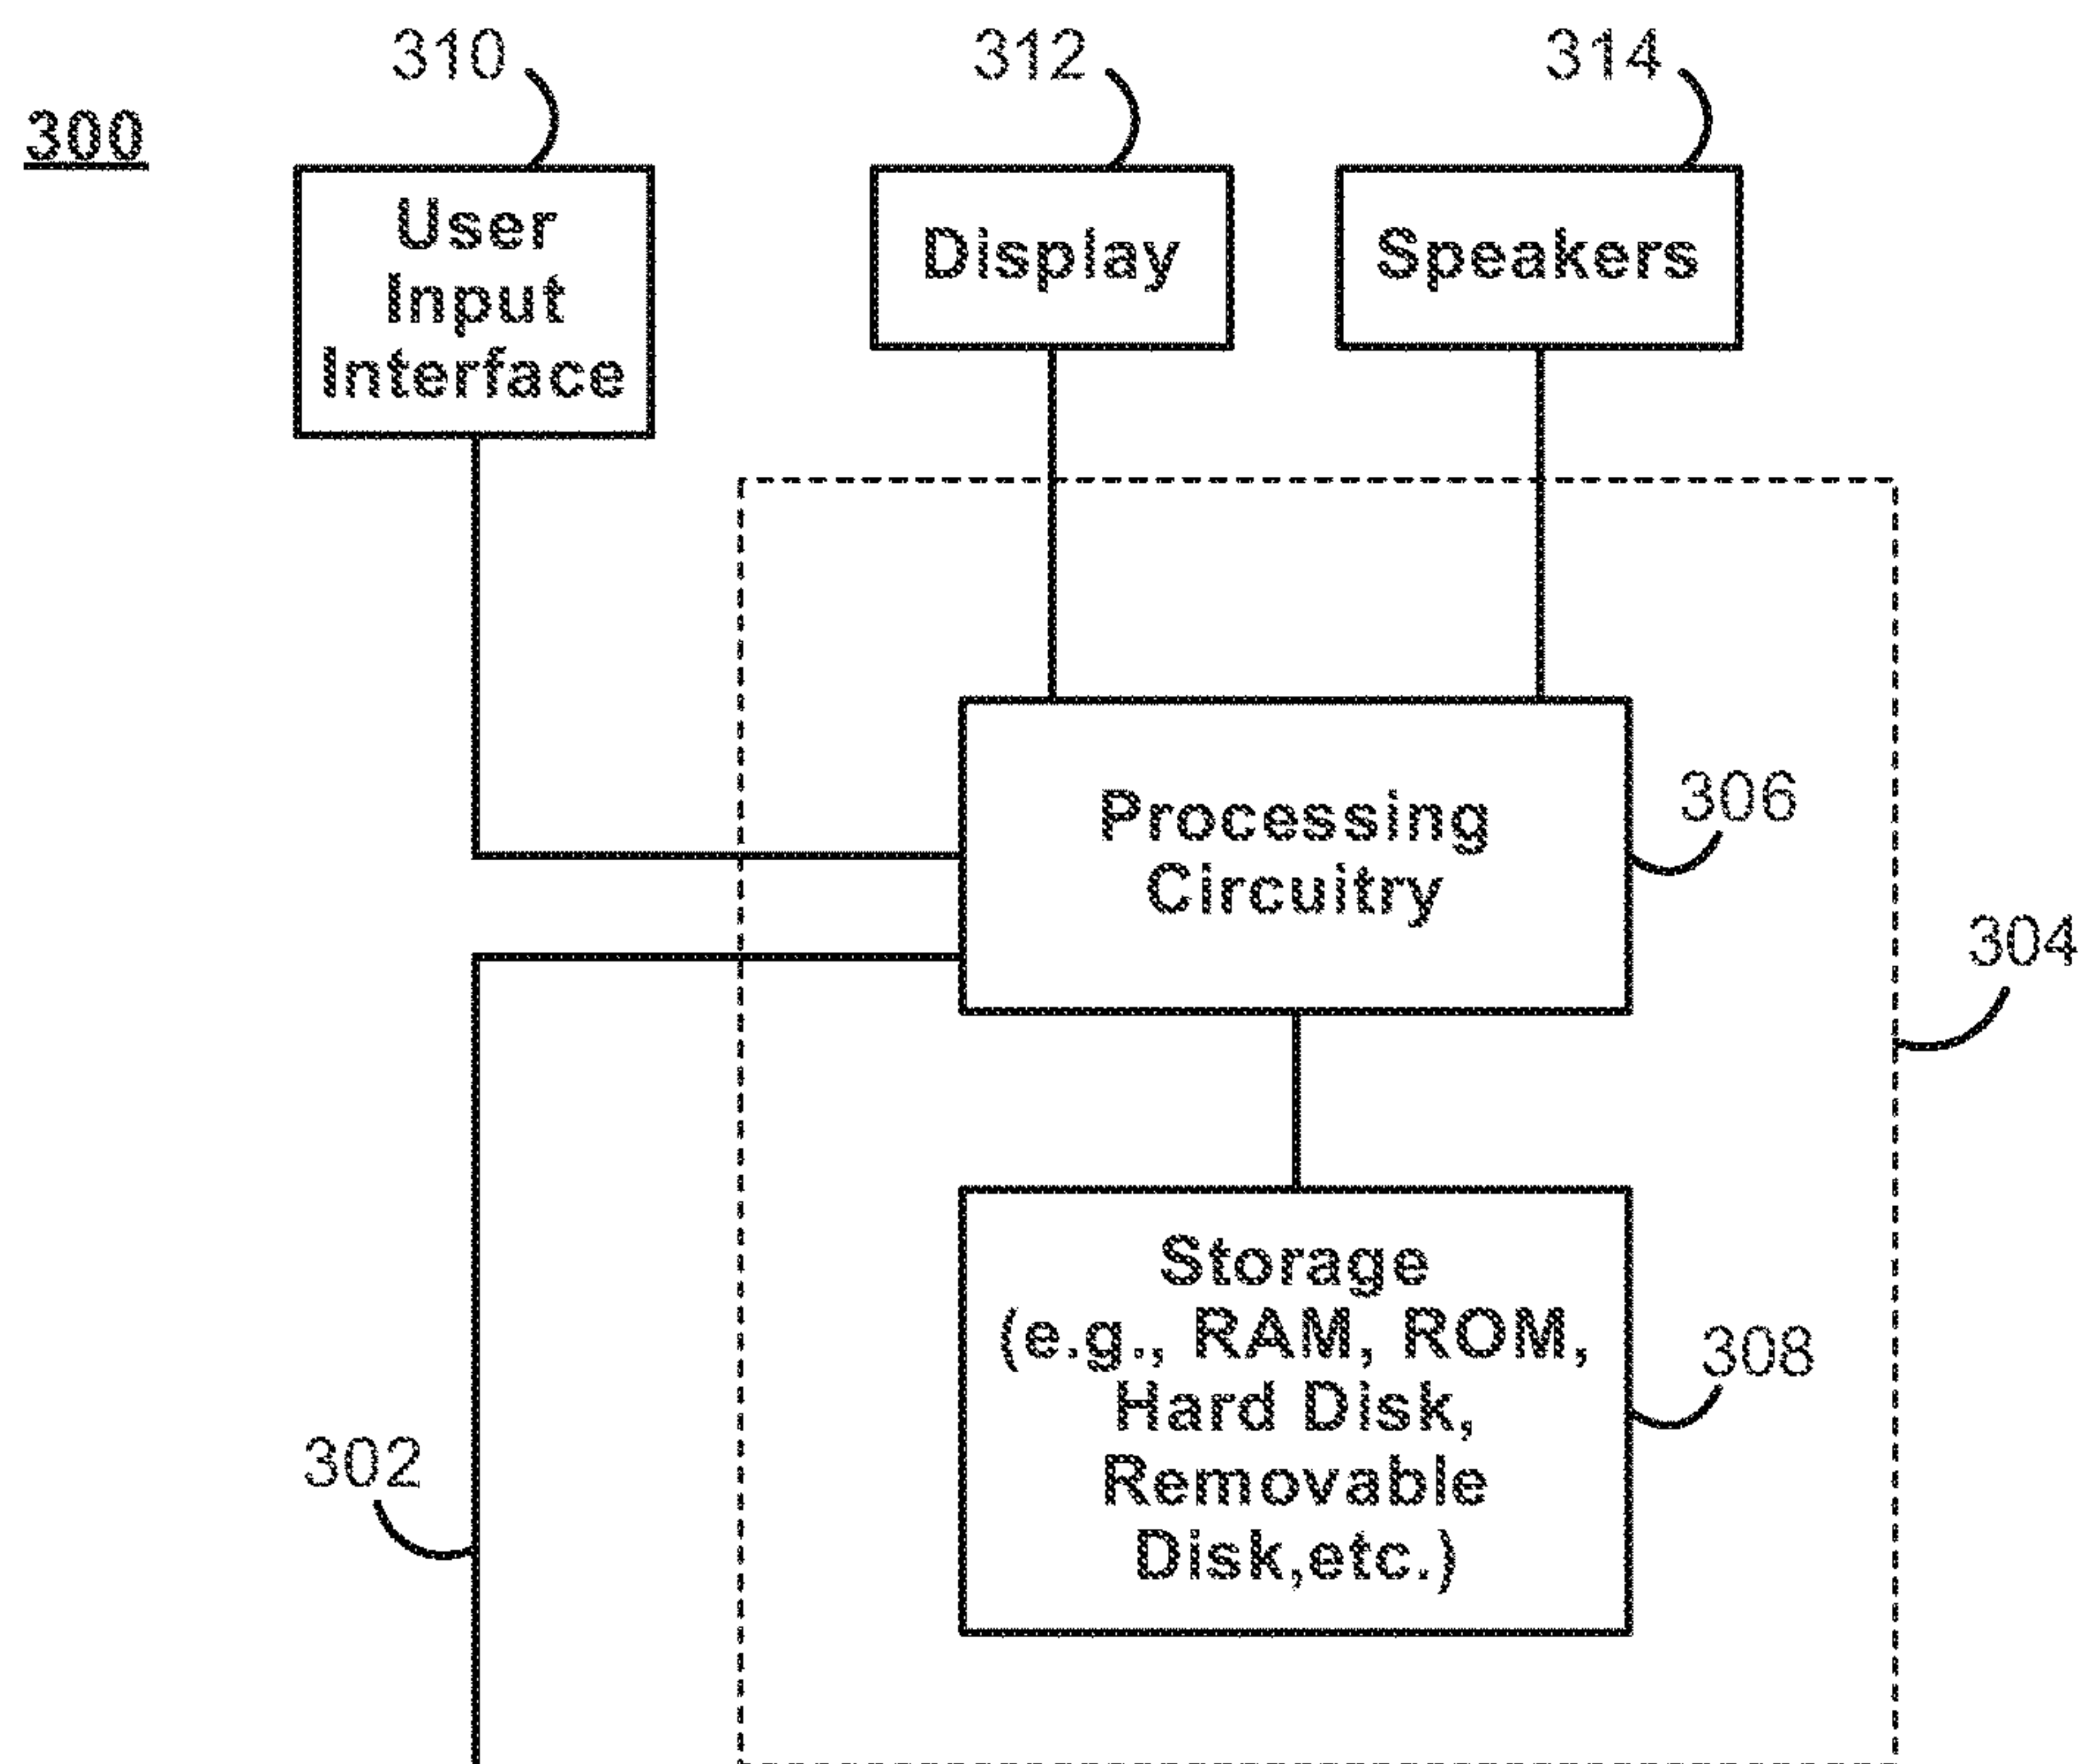 310
312
314
300
User
Input
Interface
Display
Speakers
Processing
Circuitry
306
304
Storage
(e.g., RAM, ROM,
Hard Disk,
Removable
Disk,etc.)
308
302